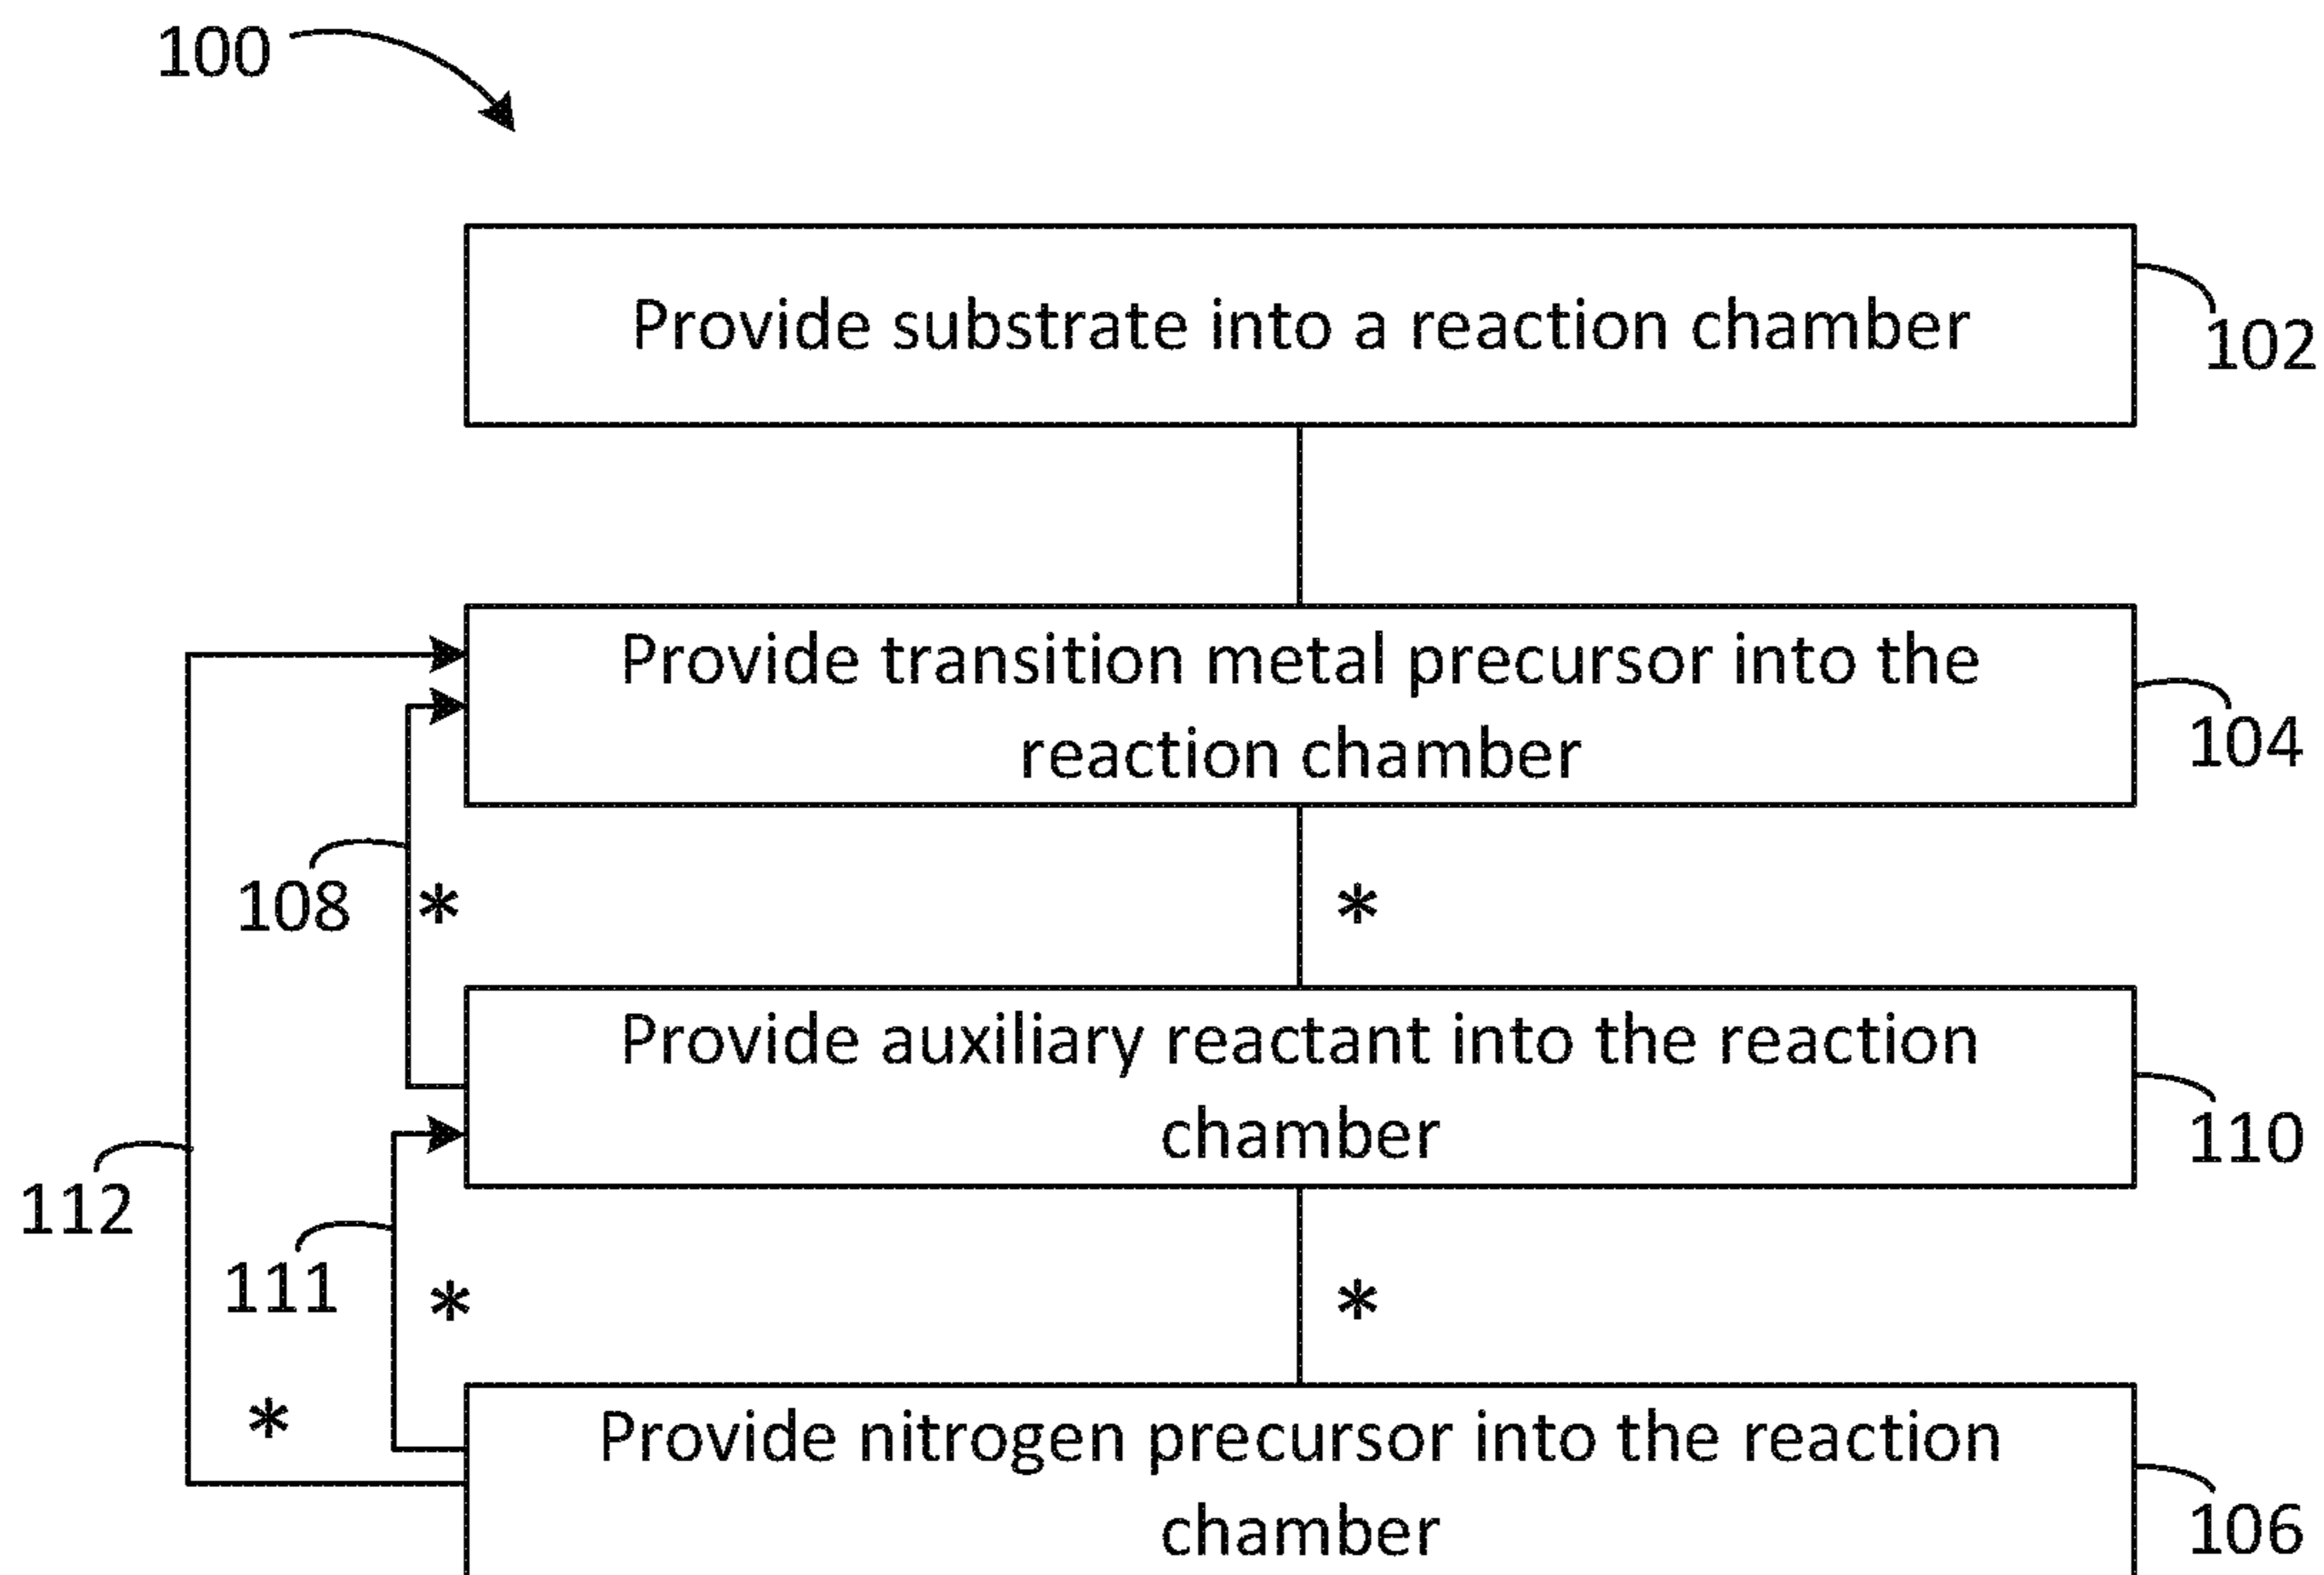 100
Provide substrate into a reaction chamber
102
Provide transition metal precursor into the
reaction chamber
104
108
*
*
Provide auxiliary reactant into the reaction
chamber
110
112
111
*
*
*
Provide nitrogen precursor into the reaction
chamber
106